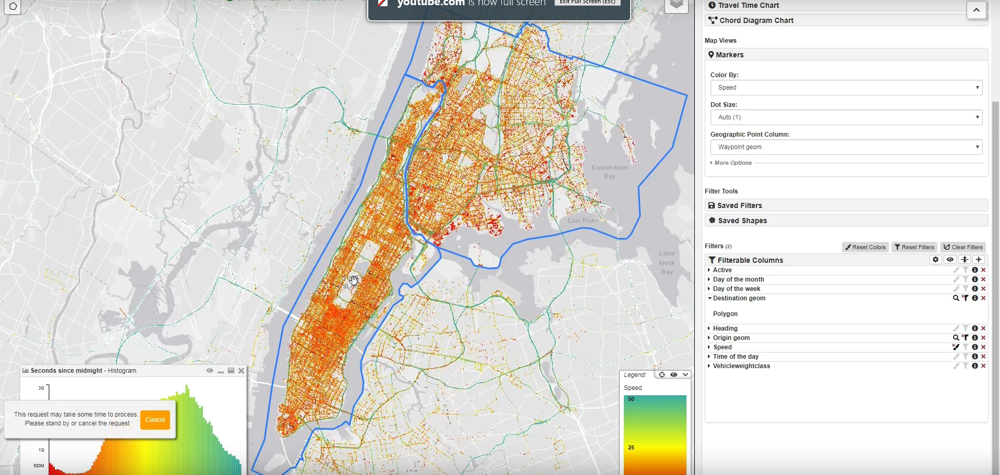 youtube.com is now full screen
Exit Full Screen (Esc)
Hudson River
Eastchester
Bay
East River
Little
Neck
Bay
Seconds since midnight - Histogram
3G
This request may take some time to process.
Please stand by or cancel the request
Cancel
1G
500M
Legend:
Speed
50
25
Travel Time Chart
Chord Diagram Chart
Map Views
Markers
Color By:
Speed
Dot Size:
Auto (1)
Geographic Point Column:
Waypoint geom
More Options
Filter Tools
Saved Filters
Saved Shapes
Filters (2)
Reset Colors
Reset Filters
Clear Filters
Filterable Columns
Active
Day of the month
Day of the week
Destination geom
Polygon
Heading
Origin geom
Speed
Time of the day
Vehicleweightclass